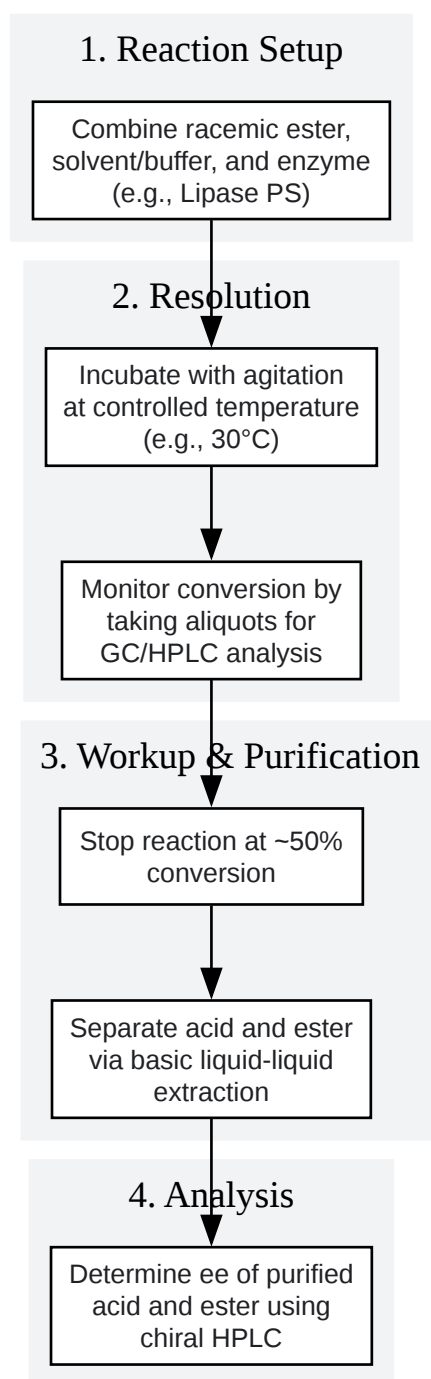 1. Reaction Setup
Combine racemic ester,
solvent/buffer, and enzyme
(e.g., Lipase PS)
2. Resolution
Incubate with agitation
at controlled temperature
(e.g., 30°C)
Monitor conversion by
taking aliquots for
GC/HPLC analysis
3. Workup & Purification
Stop reaction at ~50%
conversion
Separate acid and ester
via basic liquid-liquid
extraction
4. Analysis
Determine ee of purified
acid and ester using
chiral HPLC